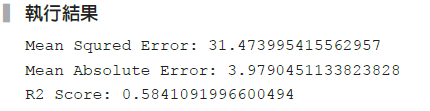 執行結果
Mean Squred Error: 31.473995415562957
Mean Absolute Error: 3.9790451133823828
R2 Score: 0.5841091996600494